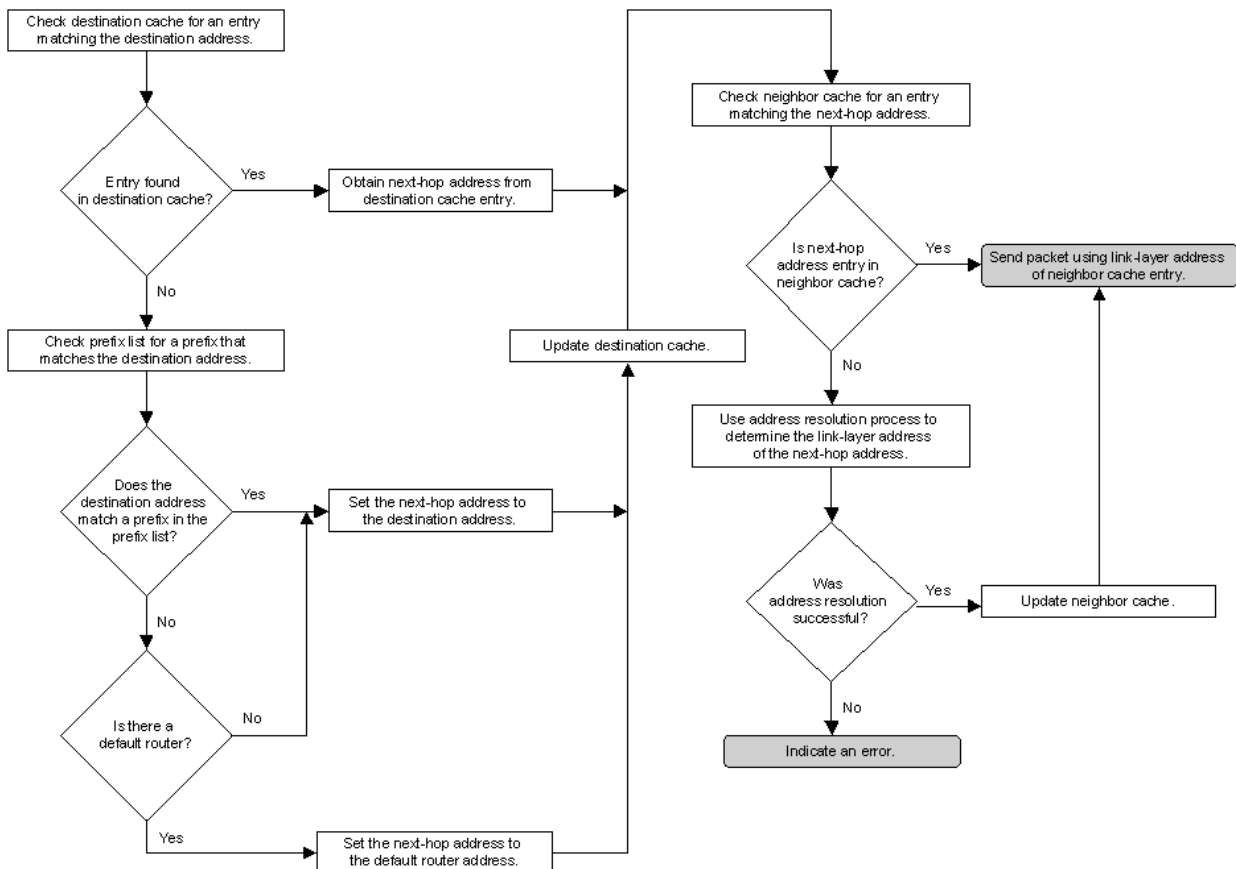 Check destination cache for an entry
matching the destination address.
Entry found
in destination cache?
Yes
Obtain next-hop address from
destination cache entry.
No
Check prefix list for a prefix that
matches the destination address.
Update destination cache.
Does the
destination address
match a prefix in the
prefix list?
Yes
Set the next-hop address to
the destination address.
No
Is there a
default router?
No
Yes
Set the next-hop address to
the default router address.
Check neighbor cache for an entry
matching the next-hop address.
Is next-hop
address entry in
neighbor cache?
Yes
Send packet using link-layer address
of neighbor cache entry.
No
Use address resolution process to
determine the link-layer address
of the next-hop address.
Was
address resolution
successful?
Yes
Update neighbor cache.
No
Indicate an error.